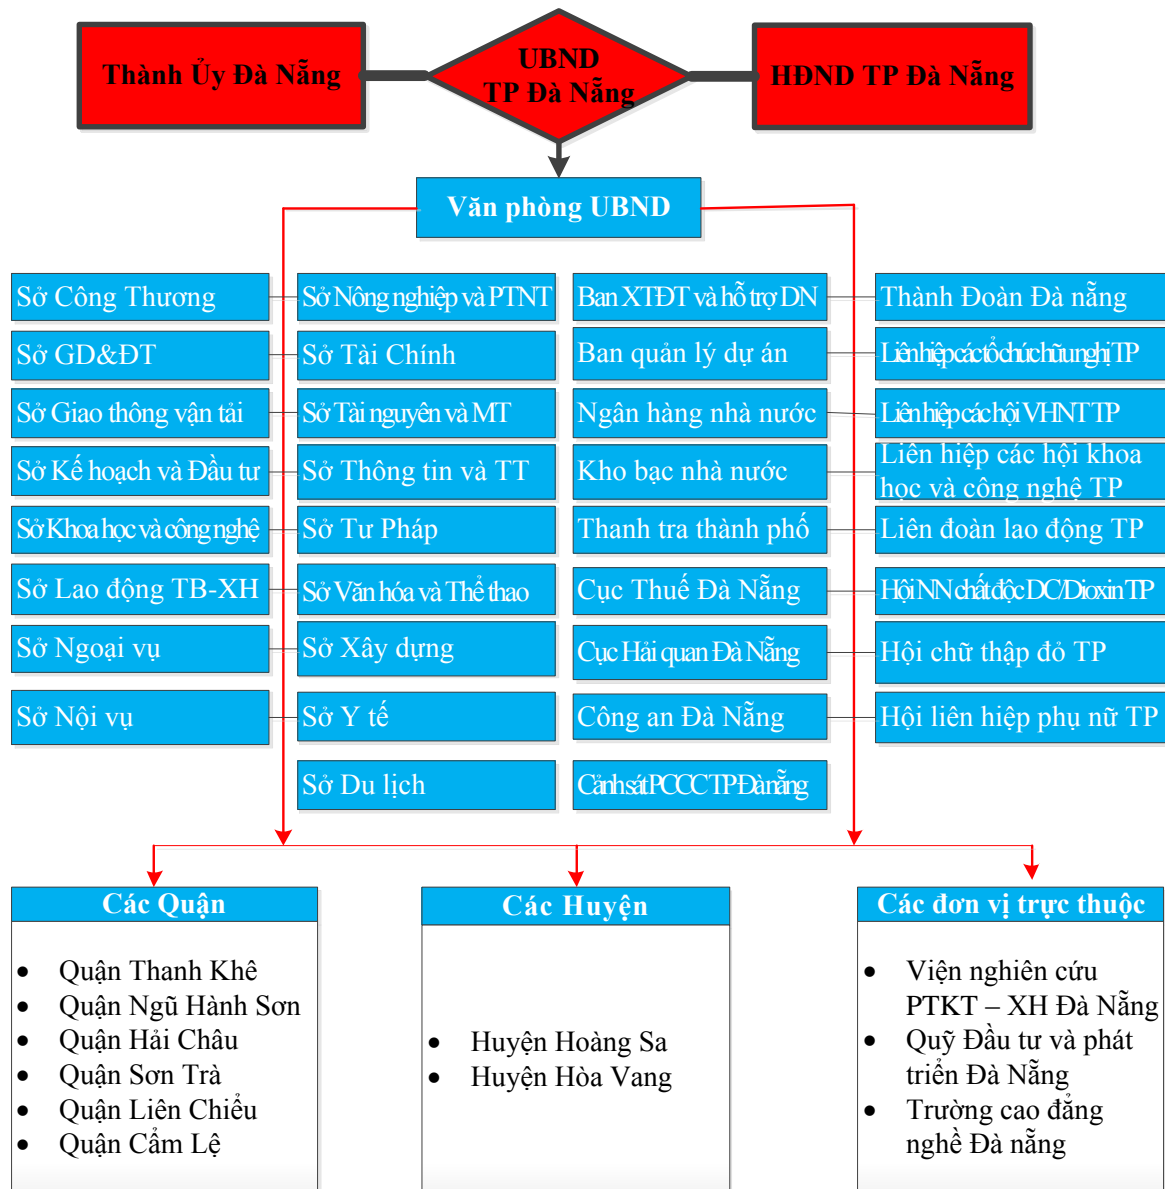 Thành Ủy Đà Nẵng
UBND
TP Đà Nẵng
HĐND TP Đà Nẵng
Văn phòng UBND
Sở Công Thương
Sở GD&ĐT
Sở Giao thông vận tải
Sở Kế hoạch và Đầu tư
Sở Khoa học và công nghệ
Sở Lao động TB-XH
Sở Ngoại vụ
Sở Nội vụ
Sở Nông nghiệp và PTNT
Sở Tài Chính
Sở Tài nguyên và MT
Sở Thông tin và TT
Sở Tư Pháp
Sở Văn hóa và Thể thao
Sở Xây dựng
Sở Y tế
Sở Du lịch
Ban XTĐT và hỗ trợ DN
Ban quản lý dự án
Ngân hàng nhà nước
Kho bạc nhà nước
Thanh tra thành phố
Cục Thuế Đà Nẵng
Cục Hải quan Đà Nẵng
Công an Đà Nẵng
Cảnh sát PCCC TP Đà nẵng
Thành Đoàn Đà nẵng
Liên hiệp các tổ chức hữu nghị TP
Liên hiệp các hội VHNT TP
Liên hiệp các hội khoa
học và công nghệ TP
Liên đoàn lao động TP
Hội NN chất độc DC/Dioxin TP
Hội chữ thập đỏ TP
Hội liên hiệp phụ nữ TP
Các Quận
• Quận Thanh Khê
• Quận Ngũ Hành Sơn
• Quận Hải Châu
• Quận Sơn Trà
• Quận Liên Chiểu
• Quận Cẩm Lệ
Các Huyện
• Huyện Hoàng Sa
• Huyện Hòa Vang
Các đơn vị trực thuộc
• Viện nghiên cứu
PTKT – XH Đà Nẵng
• Quỹ Đầu tư và phát
triển Đà Nẵng
• Trường cao đẳng
nghề Đà nẵng